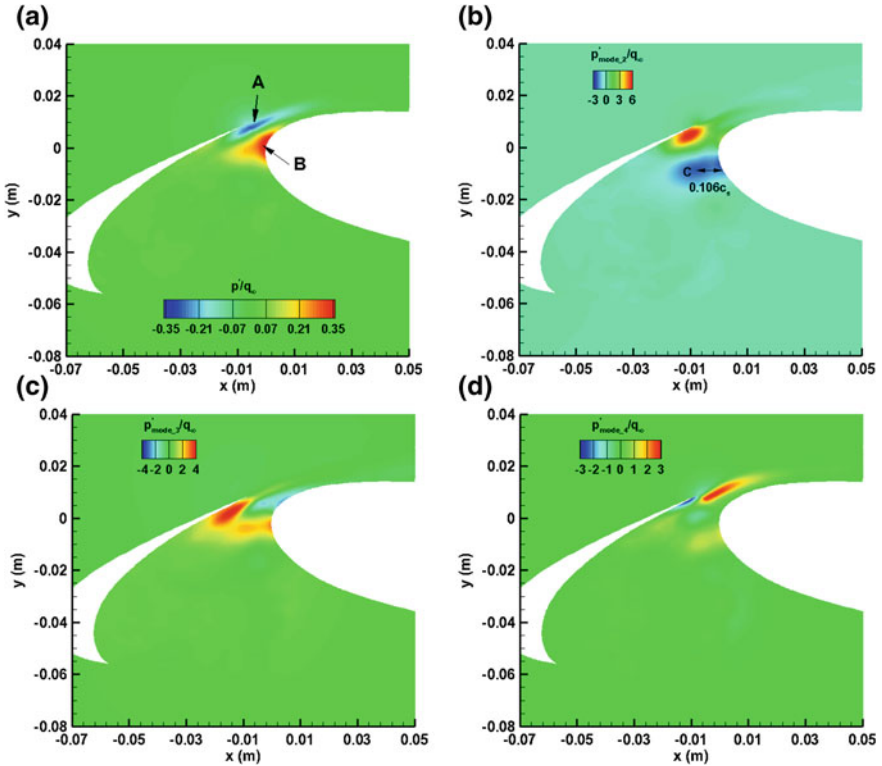 (a)
0.04
0.02
0
-0.02
-0.04
-0.06
-0.08
y (m)
A
B
p'/q∞
-0.35 -0.21 -0.07 0.07 0.21 0.35
-0.07 -0.05 -0.03 -0.01 0.01 0.03 0.05
x (m)
(b)
0.04
0.02
0
-0.02
-0.04
-0.06
-0.08
y (m)
p'mode_2/q∞
-3 0 3 6
C
0.106cs
-0.07 -0.05 -0.03 -0.01 0.01 0.03 0.05
x (m)
(c)
0.04
0.02
0
-0.02
-0.04
-0.06
-0.08
y (m)
p'mode_3/q∞
-4 -2 0 2 4
-0.07 -0.05 -0.03 -0.01 0.01 0.03 0.05
x (m)
(d)
0.04
0.02
0
-0.02
-0.04
-0.06
-0.08
y (m)
p'mode_4/q∞
-3 -2 -1 0 1 2 3
-0.07 -0.05 -0.03 -0.01 0.01 0.03 0.05
x (m)